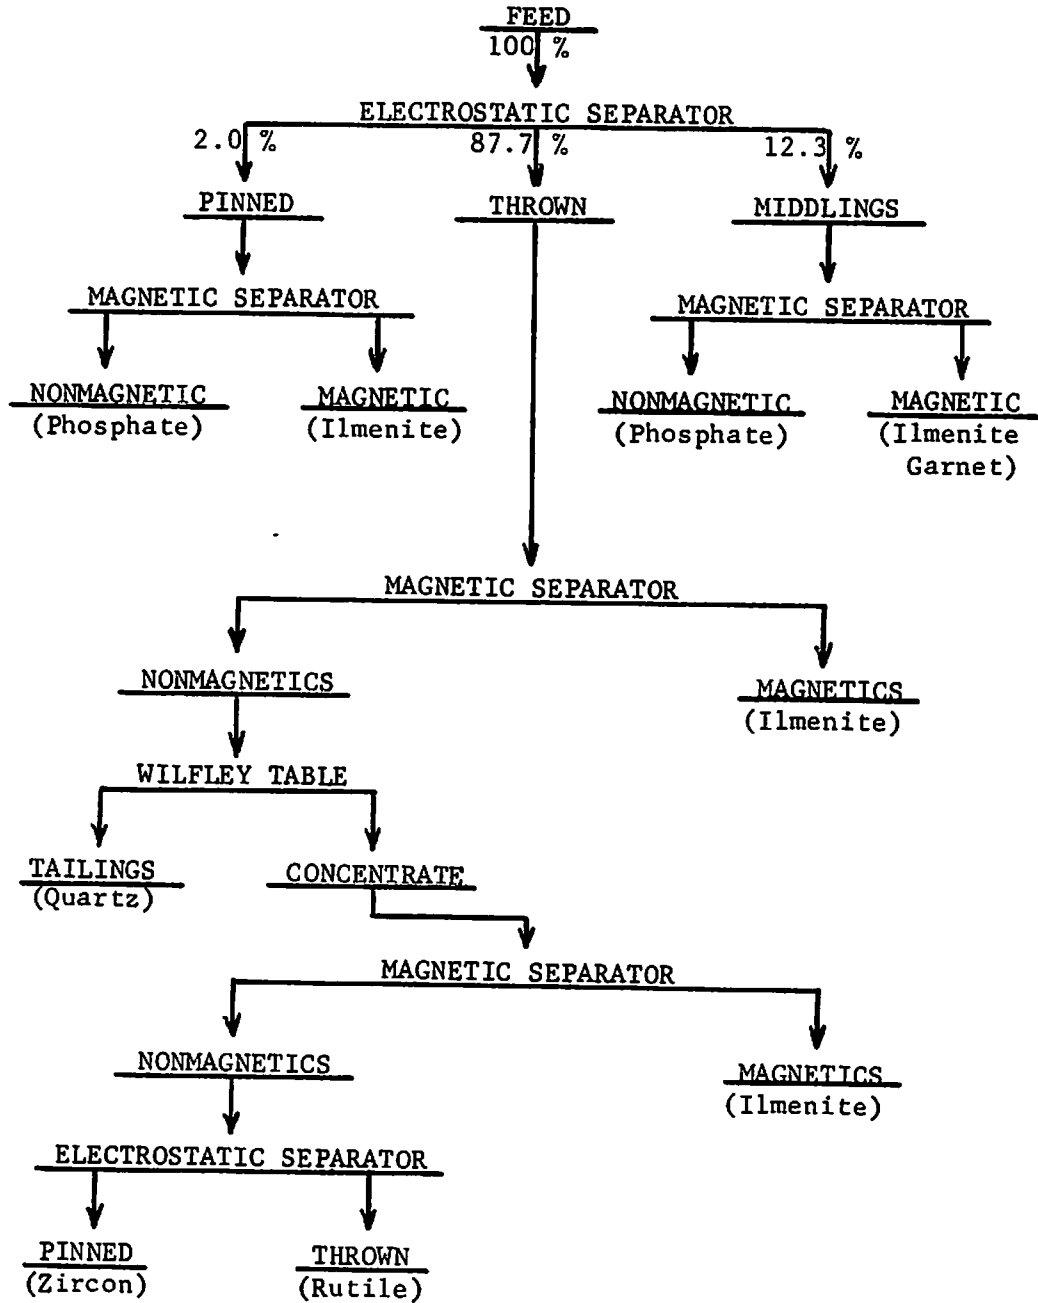 FEED
100 %
ELECTROSTATIC SEPARATOR
2.0 %
87.7 %
12.3 %
PINNED
THROWN
MIDDLINGS
MAGNETIC SEPARATOR
MAGNETIC SEPARATOR
NONMAGNETIC
(Phosphate)
MAGNETIC
(Ilmenite)
NONMAGNETIC
(Phosphate)
MAGNETIC
(Ilmenite
Garnet)
MAGNETIC SEPARATOR
NONMAGNETICS
MAGNETICS
(Ilmenite)
WILFLEY TABLE
TAILINGS
(Quartz)
CONCENTRATE
MAGNETIC SEPARATOR
NONMAGNETICS
MAGNETICS
(Ilmenite)
ELECTROSTATIC SEPARATOR
PINNED
(Zircon)
THROWN
(Rutile)